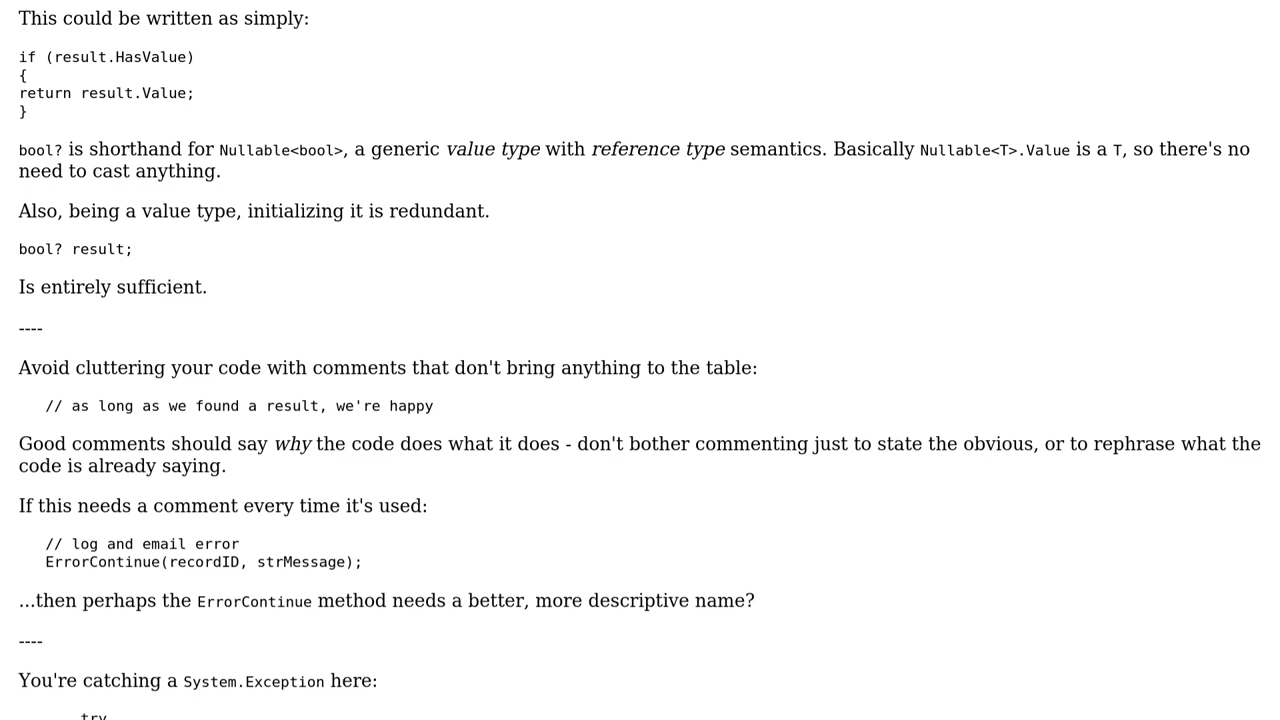 This could be written as simply:
if (result.HasValue)
{
return result.Value;
}
bool? is shorthand for Nullable<bool>, a generic value type with reference type semantics. Basically Nullable<T>.Value is a T, so there's no
need to cast anything.
Also, being a value type, initializing it is redundant.
bool? result;
Is entirely sufficient.
----
Avoid cluttering your code with comments that don't bring anything to the table:
// as long as we found a result, we're happy
Good comments should say why the code does what it does - don't bother commenting just to state the obvious, or to rephrase what the
code is already saying.
If this needs a comment every time it's used:
// log and email error
ErrorContinue(recordID, strMessage);
...then perhaps the ErrorContinue method needs a better, more descriptive name?
----
You're catching a System.Exception here:
try